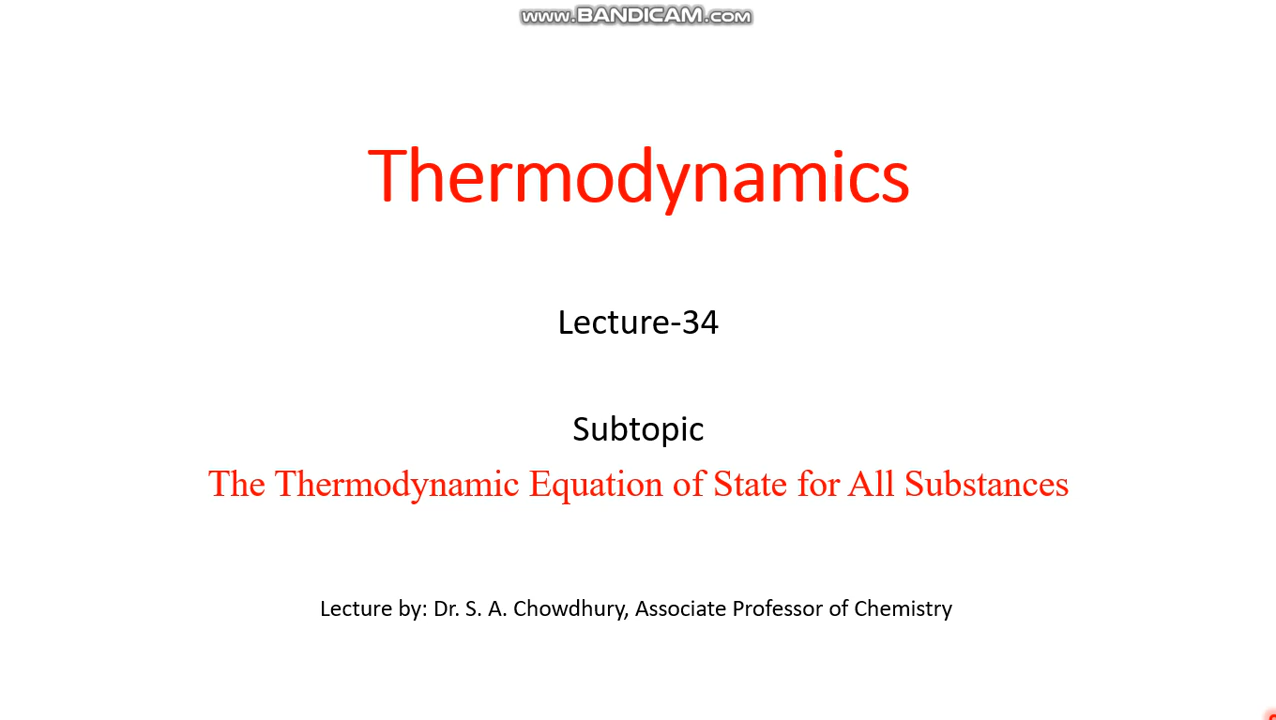 www.BANDICAM.com
Thermodynamics
Lecture-34
Subtopic
The Thermodynamic Equation of State for All Substances
Lecture by: Dr. S. A. Chowdhury, Associate Professor of Chemistry